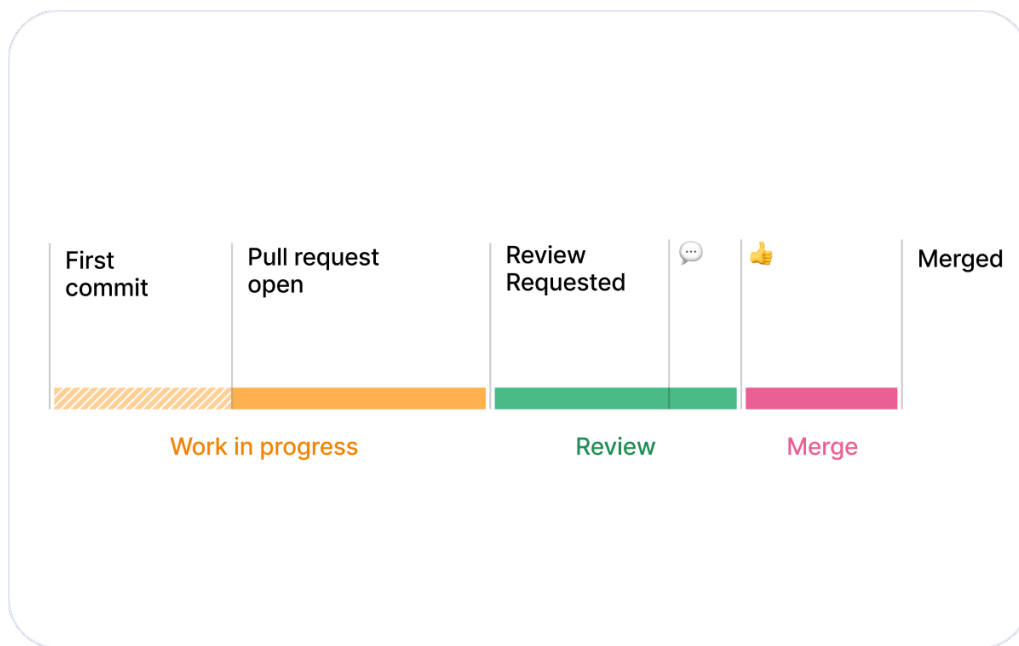 First
commit
Pull request
open
Review
Requested
💬
👍
Merged
Work in progress
Review
Merge